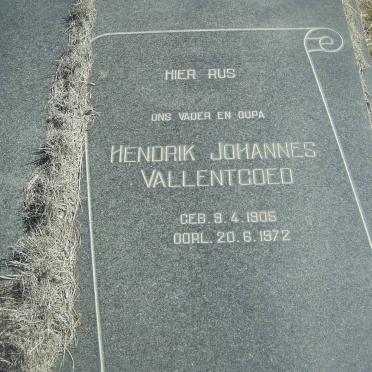 HIER RUS
ONS VADER EN OUPA
HENDRIK JOHANNES
VALLENTGOED
GEB. 9.4.1905
OORL. 20.6.1972